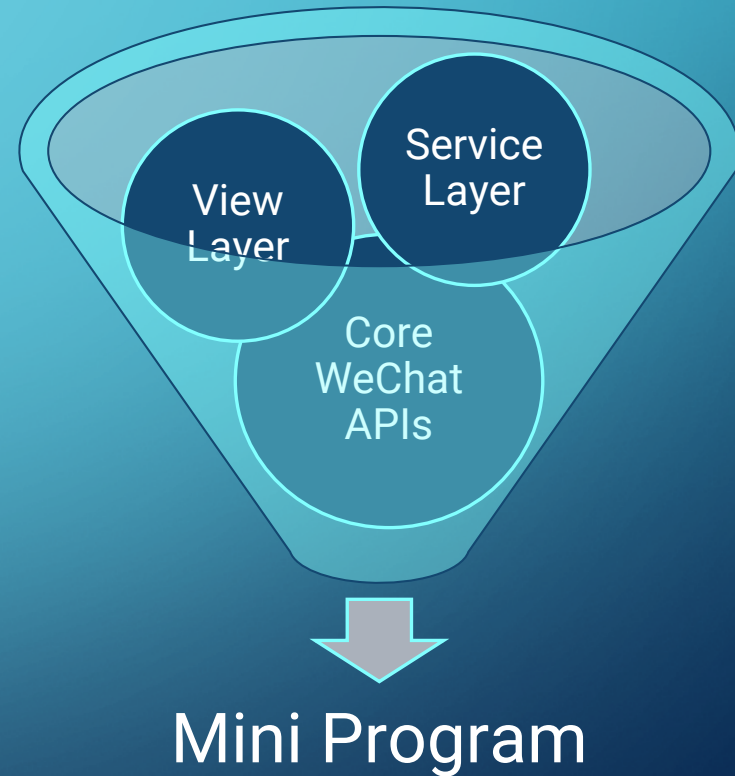 Service
Layer
View
Layer
Core
WeChat
APIs
Mini Program